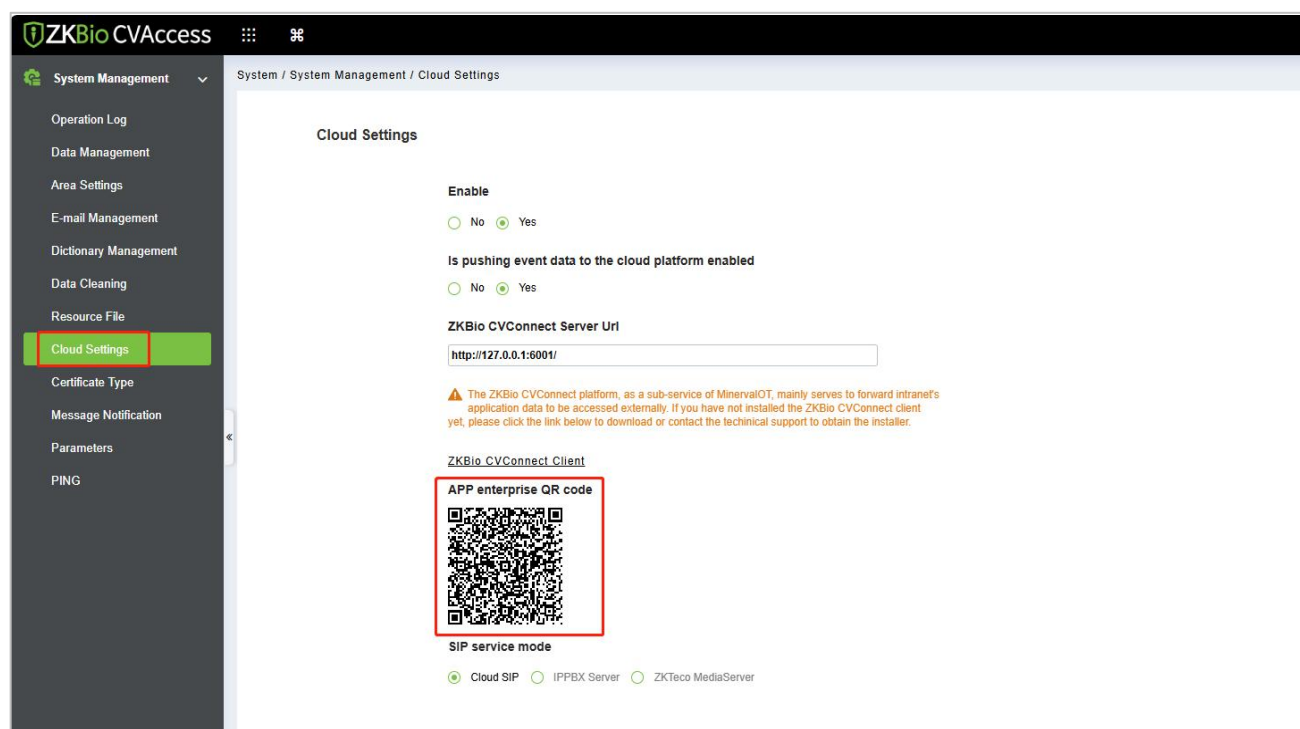 ZKBio CVAccess
System Management
System / System Management / Cloud Settings
Operation Log
Data Management
Area Settings
E-mail Management
Dictionary Management
Data Cleaning
Resource File
Cloud Settings
Certificate Type
Message Notification
Parameters
PING
Cloud Settings
Enable
No Yes
Is pushing event data to the cloud platform enabled
No Yes
ZKBio CVConnect Server Url
http://127.0.0.1:6001/
The ZKBio CVConnect platform, as a sub-service of MinervaIOT, mainly serves to forward intranet's
application data to be accessed externally. If you have not installed the ZKBio CVConnect client
yet, please click the link below to download or contact the techinical support to obtain the installer.
ZKBio CVConnect Client
APP enterprise QR code
SIP service mode
Cloud SIP IPPBX Server ZKTeco MediaServer